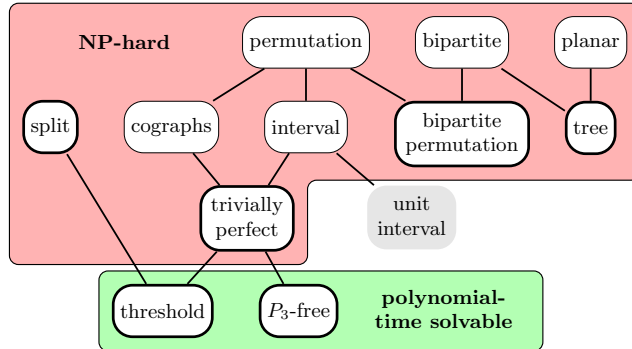 NP-hard
permutation
bipartite
planar
split
cographs
interval
bipartite
permutation
tree
trivially
perfect
unit
interval
threshold
P₃-free
polynomial-
time solvable